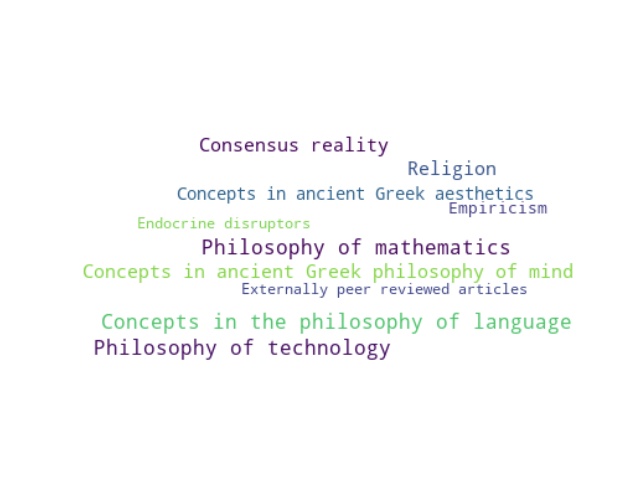 Consensus reality
Religion
Concepts in ancient Greek aesthetics
Empiricism
Endocrine disruptors
Philosophy of mathematics
Concepts in ancient Greek philosophy of mind
Externally peer reviewed articles
Concepts in the philosophy of language
Philosophy of technology